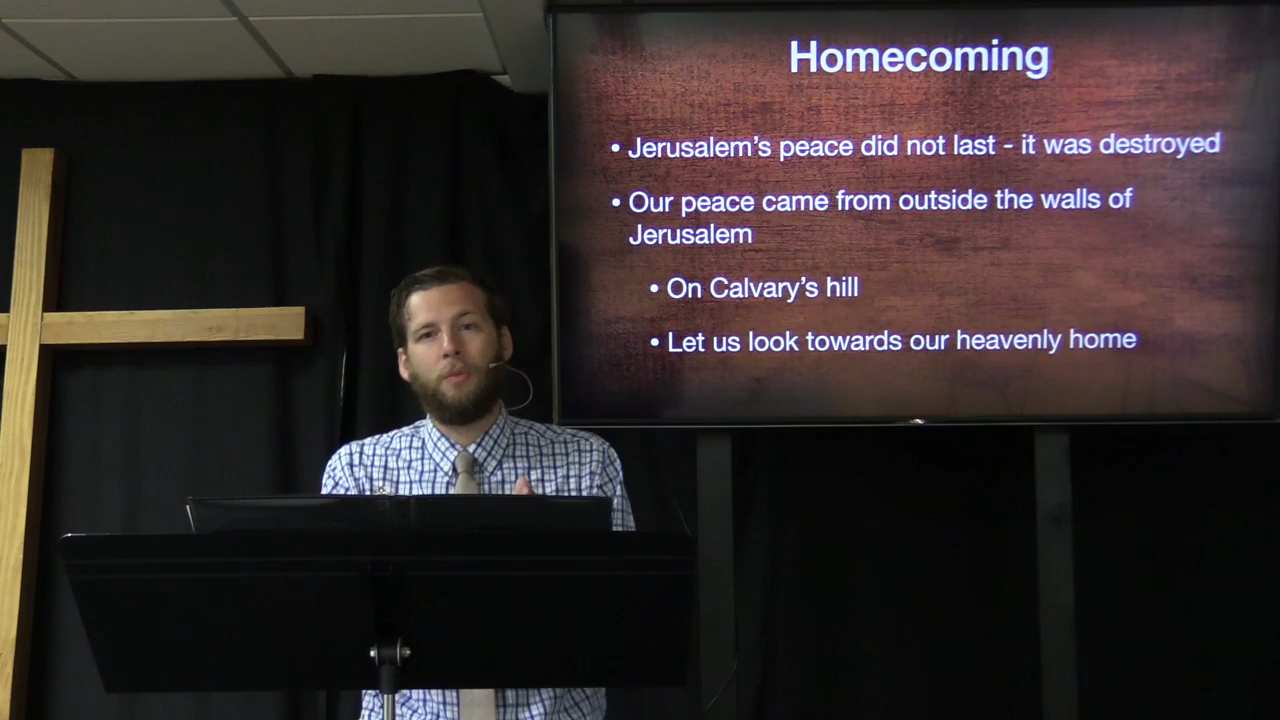 Homecoming
• Jerusalem's peace did not last - it was destroyed
• Our peace came from outside the walls of
Jerusalem
• On Calvary's hill
• Let us look towards our heavenly home